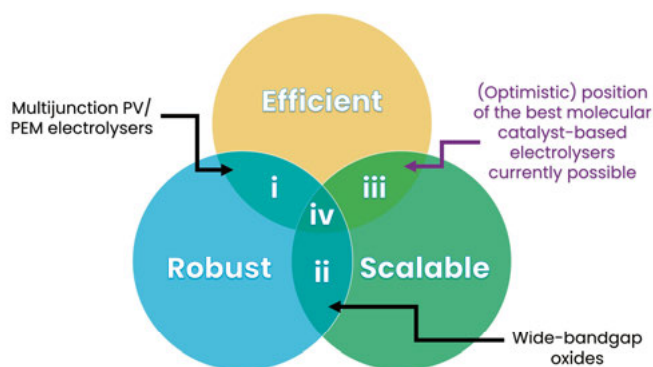 Efficient
Multijunction PV/
PEM electrolysers
(Optimistic) position
of the best molecular
catalyst-based
electrolysers
currently possible
i
iii
iv
Robust
ii
Scalable
Wide-bandgap
oxides